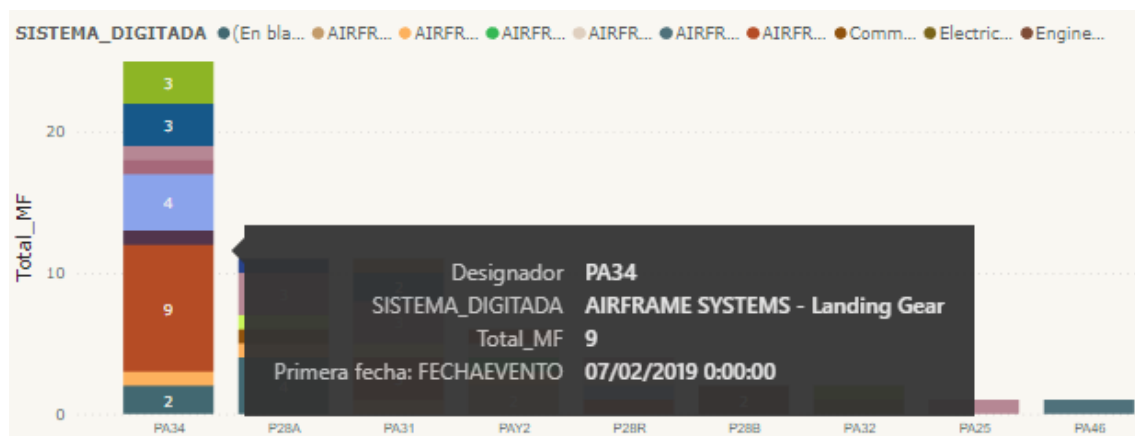 SISTEMA_DIGITADA (En bla... AIRFR... AIRFR... AIRFR... AIRFR... AIRFR... AIRFR... Comm... Electric... Engine...
3
3
20
4
Total_MF
Designador PA34
SISTEMA_DIGITADA AIRFRAME SYSTEMS - Landing Gear
10
9
Total_MF 9
Primera fecha: FECHAEVENTO 07/02/2019 0:00:00
2
0
PA34 P28A PA31 PAY2 P28R P28B PA32 PA25 PA46